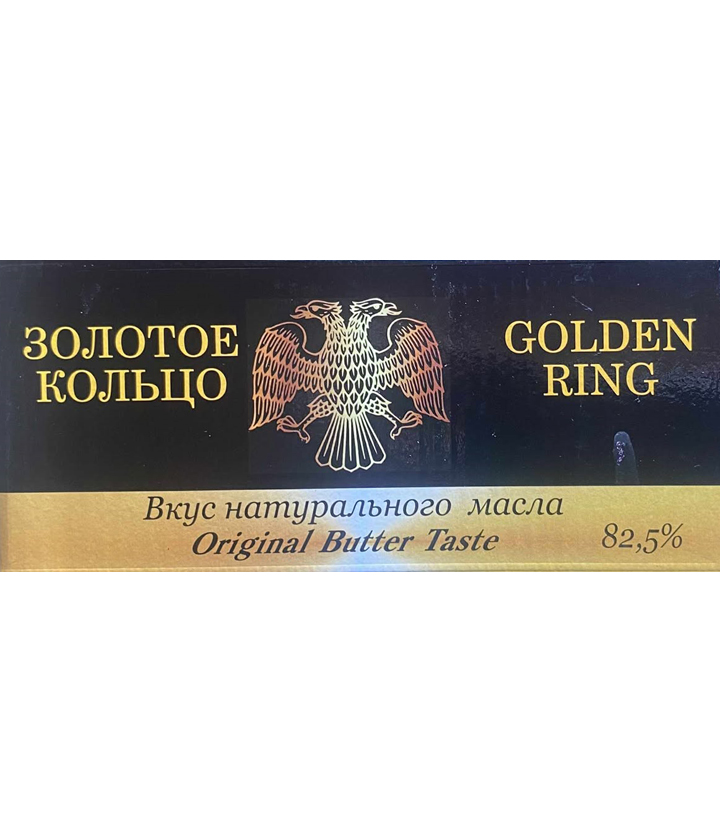 ЗОЛОТОЕ
КОЛЬЦО
GOLDEN
RING
Вкус натурального масла
Original Butter Taste
82,5%